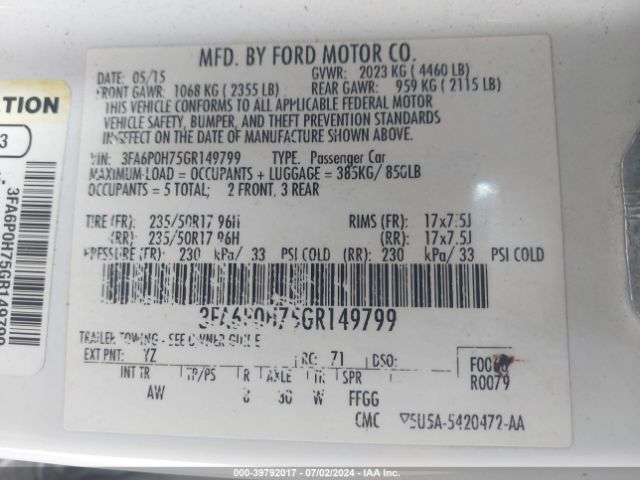 MFD. BY FORD MOTOR CO.
DATE: 05/15 GVWR: 2023 KG ( 4460 LB)
FRONT GAWR: 1068 KG ( 2355 LB) REAR GAWR: 959 KG ( 2115 LB)
THIS VEHICLE CONFORMS TO ALL APPLICABLE FEDERAL MOTOR
VEHICLE SAFETY, BUMPER, AND THEFT PREVENTION STANDARDS
IN EFFECT ON THE DATE OF MANUFACTURE SHOWN ABOVE.
VIN: 3FA6P0H75GR149799 TYPE: Passenger Car
MAXIMUM LOAD = OCCUPANTS + LUGGAGE = 385KG/ 850LB
OCCUPANTS = 5 TOTAL; 2 FRONT, 3 REAR
TIRE (FR): 235/50R17 96H RIMS (FR): 17x7.5J
(RR): 235/50R17 96H (RR): 17x7.5J
PRESSURE (FR): 230 kPa/ 33 PSI COLD (RR): 230 kPa/ 33 PSI COLD
3FA6P0H75GR149799
TRAILER TOWING - SEE OWNER GUIDE
EXT PNT: YZ RC: 71 DSO:
R0079
INT TR TP/PS R AXLE TR SPR
AW W FFGG
CMC 5U5A-5420472-AA
ATION
3
3FA6P0H75GR149799
000-39792017 - 07/02/2024 - IAAI.COM